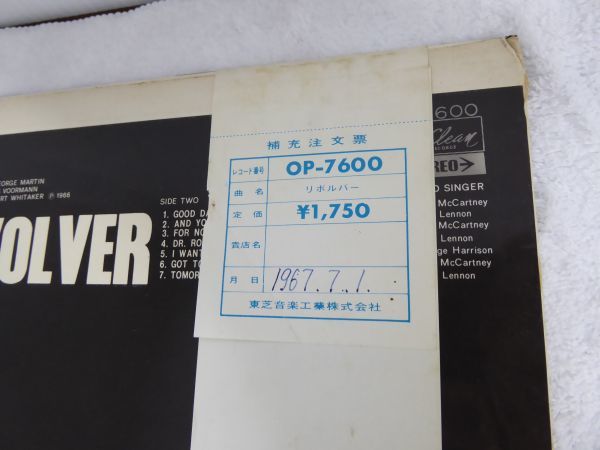 EORGE MARTIN
VOORMANN
RT WHITAKER ℗ 1966
OLVER
SIDE TWO
1. GOOD DA
2. AND YO
3. FOR NO
4. DR. RO
5. I WANT
6. GOT TO
7. TOMOR
補充注文票
レコード番号 OP-7600
曲名 リボルバー
定価 ¥1,750
貴店名
月日 1967.7.1.
東芝音楽工業株式会社
600
Clean
RECORDS
REO
D SINGER
McCartney
Lennon
McCartney
Lennon
ge Harrison
McCartney
Lennon